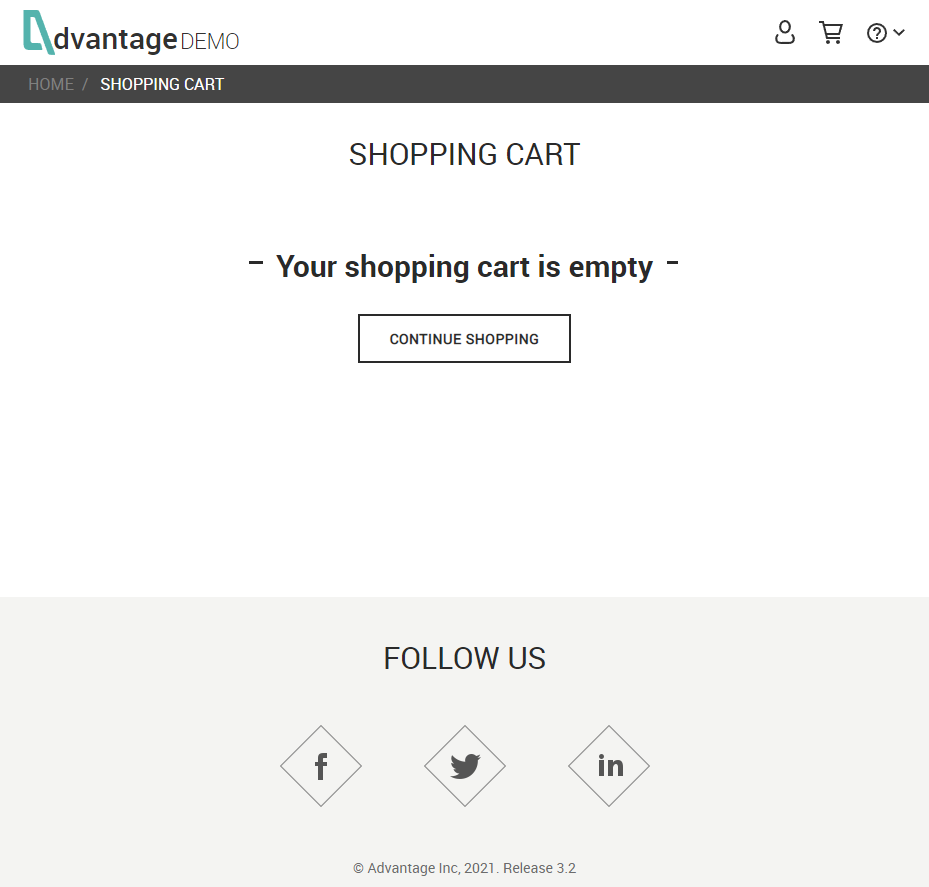 dvantage DEMO
HOME / SHOPPING CART
SHOPPING CART
- Your shopping cart is empty -
CONTINUE SHOPPING
FOLLOW US
f
in
© Advantage Inc, 2021. Release 3.2